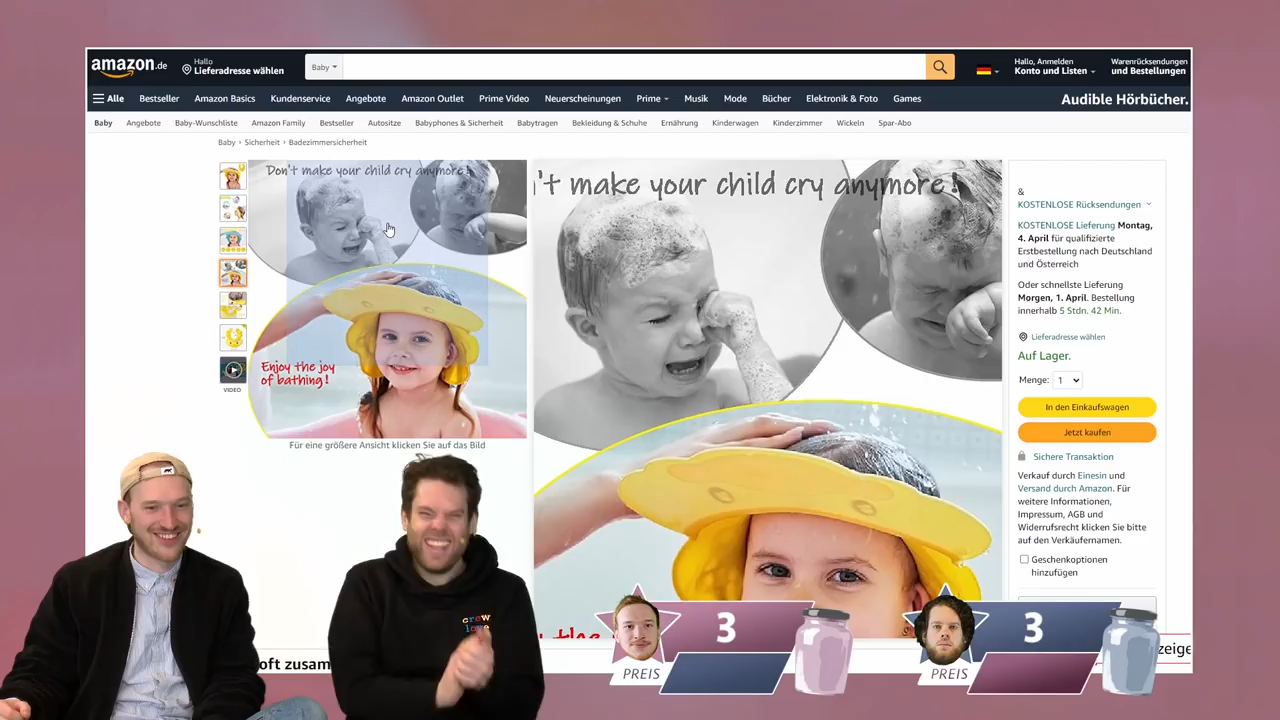 amazon.de
Hallo
Lieferadresse wählen
Baby
Hallo, Anmelden
Konto und Listen
Warenrücksendungen
und Bestellungen
Alle Bestseller Amazon Basics Kundenservice Angebote Amazon Outlet Prime Video Neuerscheinungen Prime Musik Mode Bücher Elektronik & Foto Games
Audible Hörbücher.
Baby Angebote Baby-Wunschliste Amazon Family Bestseller Autositze Babyphones & Sicherheit Babytragen Bekleidung & Schuhe Ernährung Kinderwagen Kinderzimmer Wickeln Spar-Abo
Baby › Sicherheit › Badezimmersicherheit
Don't make your child cry anymore!
Enjoy the joy
of bathing!
VIDEO
Für eine größere Ansicht klicken Sie auf das Bild
't make your child cry anymore!
&
KOSTENLOSE Rücksendungen
KOSTENLOSE Lieferung Montag,
4. April für qualifizierte
Erstbestellung nach Deutschland
und Österreich
Oder schnellste Lieferung
Morgen, 1. April. Bestellung
innerhalb 5 Stdn. 42 Min.
Lieferadresse wählen
Auf Lager.
Menge: 1
In den Einkaufswagen
Jetzt kaufen
Sichere Transaktion
Verkauf durch Einesin und
Versand durch Amazon. Für
weitere Informationen,
Impressum, AGB und
Widerrufsrecht klicken Sie bitte
auf den Verkäufernamen.
Geschenkoptionen
hinzufügen
crew
love
oft zusam
3
PREIS
3
PREIS
zeige